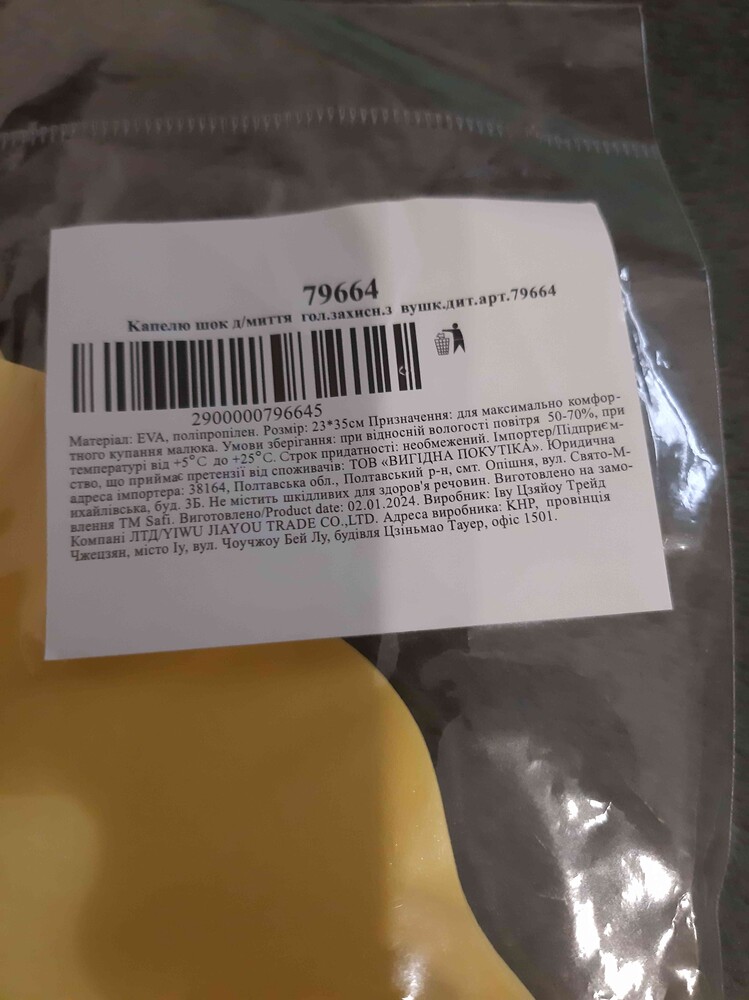 79664
Капелю шок д/миття гол.захисн.з вушк.дит.арт.79664
2900000796645
Матеріал: EVA, поліпропілен. Розмір: 23*35см Призначення: для максимально комфор-
тного купання малюка. Умови зберігання: при відносній вологості повітря 50-70%, при
температурі від +5°С до +25°С. Строк придатності: необмежений. Імпортер/Підприєм-
ство, що приймає претензії від споживачів: ТОВ «ВИГІДНА ПОКУТІКА». Юридична
адреса імпортера: 38164, Полтавська обл., Полтавський р-н, смт. Опішня, вул. Свято-М-
ихайлівська, буд. 3Б. Не містить шкідливих для здоров'я речовин. Виготовлено на замо-
влення ТМ Safi. Виготовлено/Product date: 02.01.2024. Виробник: Іву Цзяйоу Трейд
Компані ЛТД/YIWU JIAYOU TRADE CO.,LTD. Адреса виробника: КНР, провінція
Чжецзян, місто Іу, вул. Чоучжоу Бей Лу, будівля Цзіньмао Тауер, офіс 1501.